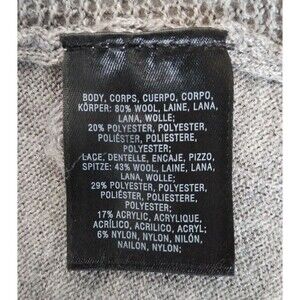 BODY, CORPS, CUERPO, CORPO,
KÖRPER: 80% WOOL, LAINE, LANA,
LANA, WOLLE;
20% POLYESTER, POLYESTER,
POLIÉSTER, POLIESTERE,
POLYESTER;
LACE, DENTELLE, ENCAJE, PIZZO,
SPITZE: 43% WOOL, LAINE, LANA,
LANA, WOLLE;
29% POLYESTER, POLYESTER,
POLIÉSTER, POLIESTERE,
POLYESTER;
17% ACRYLIC, ACRYLIQUE,
ACRÍLICO, ACRILICO, ACRYL;
6% NYLON, NYLON, NILÓN,
NAILON, NYLON;